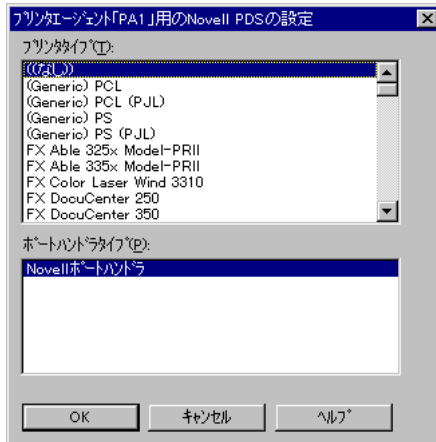 ﾌﾟﾘﾝﾀｴｰｼﾞｪﾝﾄ｢PA1｣用のNovell PDSの設定
ﾌﾟﾘﾝﾀﾀｲﾌﾟ(T):
((なし))
(Generic) PCL
(Generic) PCL (PJL)
(Generic) PS
(Generic) PS (PJL)
FX Able 325x Model-PRII
FX Able 335x Model-PRII
FX Color Laser Wind 3310
FX DocuCenter 250
FX DocuCenter 350
ﾎﾟｰﾄﾊﾝﾄﾞﾗﾀｲﾌﾟ(P):
Novellﾎﾟｰﾄﾊﾝﾄﾞﾗ
OK
ｷｬﾝｾﾙ
ﾍﾙﾌﾟ